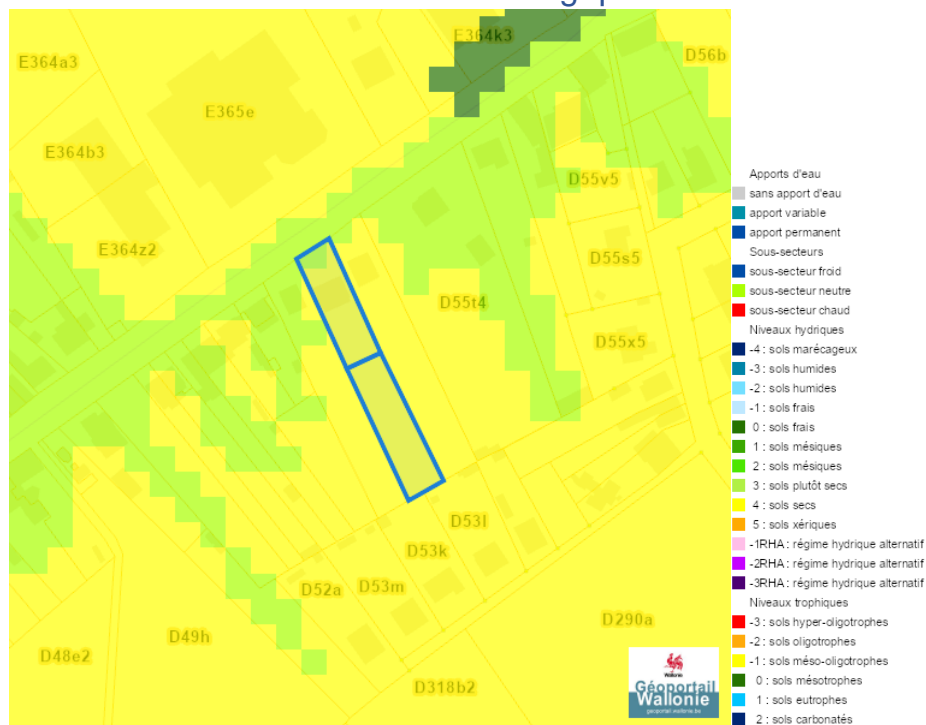 E364k3
D56b
E364a3
E365e
E364b3
D55v5
E364z2
D55s5
D55t4
D55x5
D53l
D53k
D52a
D53m
D290a
D49h
D48e2
D318b2
Wallonie
Géoportail
Wallonie
geoportail.wallonie.be
Apports d'eau
sans apport d'eau
apport variable
apport permanent
Sous-secteurs
sous-secteur froid
sous-secteur neutre
sous-secteur chaud
Niveaux hydriques
-4 : sols marécageux
-3 : sols humides
-2 : sols humides
-1 : sols frais
0 : sols frais
1 : sols mésiques
2 : sols mésiques
3 : sols plutôt secs
4 : sols secs
5 : sols xériques
-1RHA : régime hydrique alternatif
-2RHA : régime hydrique alternatif
-3RHA : régime hydrique alternatif
Niveaux trophiques
-3 : sols hyper-oligotrophes
-2 : sols oligotrophes
-1 : sols méso-oligotrophes
0 : sols mésotrophes
1 : sols eutrophes
2 : sols carbonatés